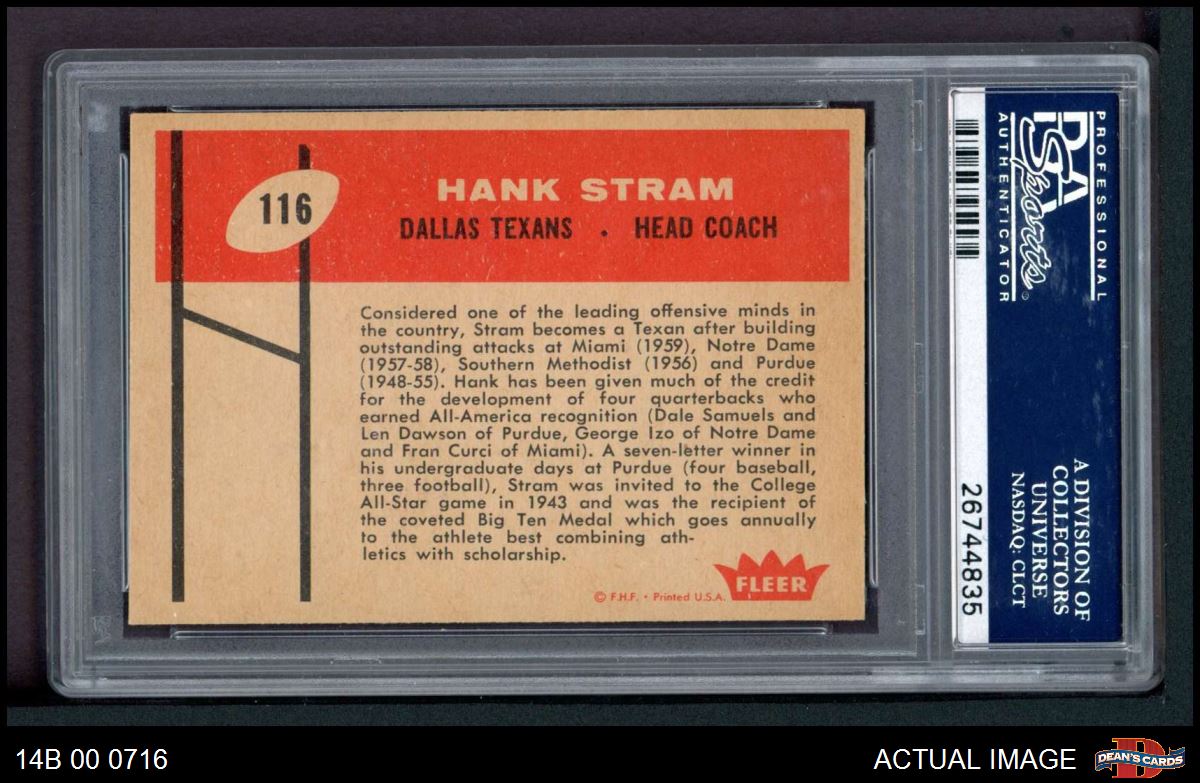 116
HANK STRAM
DALLAS TEXANS . HEAD COACH
Considered one of the leading offensive minds in
the country, Stram becomes a Texan after building
outstanding attacks at Miami (1959), Notre Dame
(1957-58), Southern Methodist (1956) and Purdue
(1948-55). Hank has been given much of the credit
for the development of four quarterbacks who
earned All-America recognition (Dale Samuels and
Len Dawson of Purdue, George Izo of Notre Dame
and Fran Curci of Miami). A seven-letter winner in
his undergraduate days at Purdue (four baseball,
three football), Stram was invited to the College
All-Star game in 1943 and was the recipient of
the coveted Big Ten Medal which goes annually
to the athlete best combining ath-
letics with scholarship.
© F.H.F. • Printed U.S.A.
FLEER
PROFESSIONAL
PSA
Sports
®
AUTHENTICATOR
A DIVISION OF
COLLECTORS
UNIVERSE
NASDAQ: CLCT
26744835
14B 00 0716
ACTUAL IMAGE
D
DEAN'S CARDS